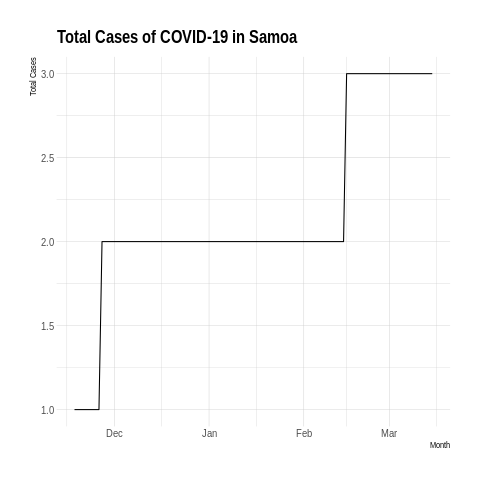 Total Cases of COVID-19 in Samoa
Total Cases
3.0
2.5
2.0
1.5
1.0
Dec Jan Feb Mar
Month